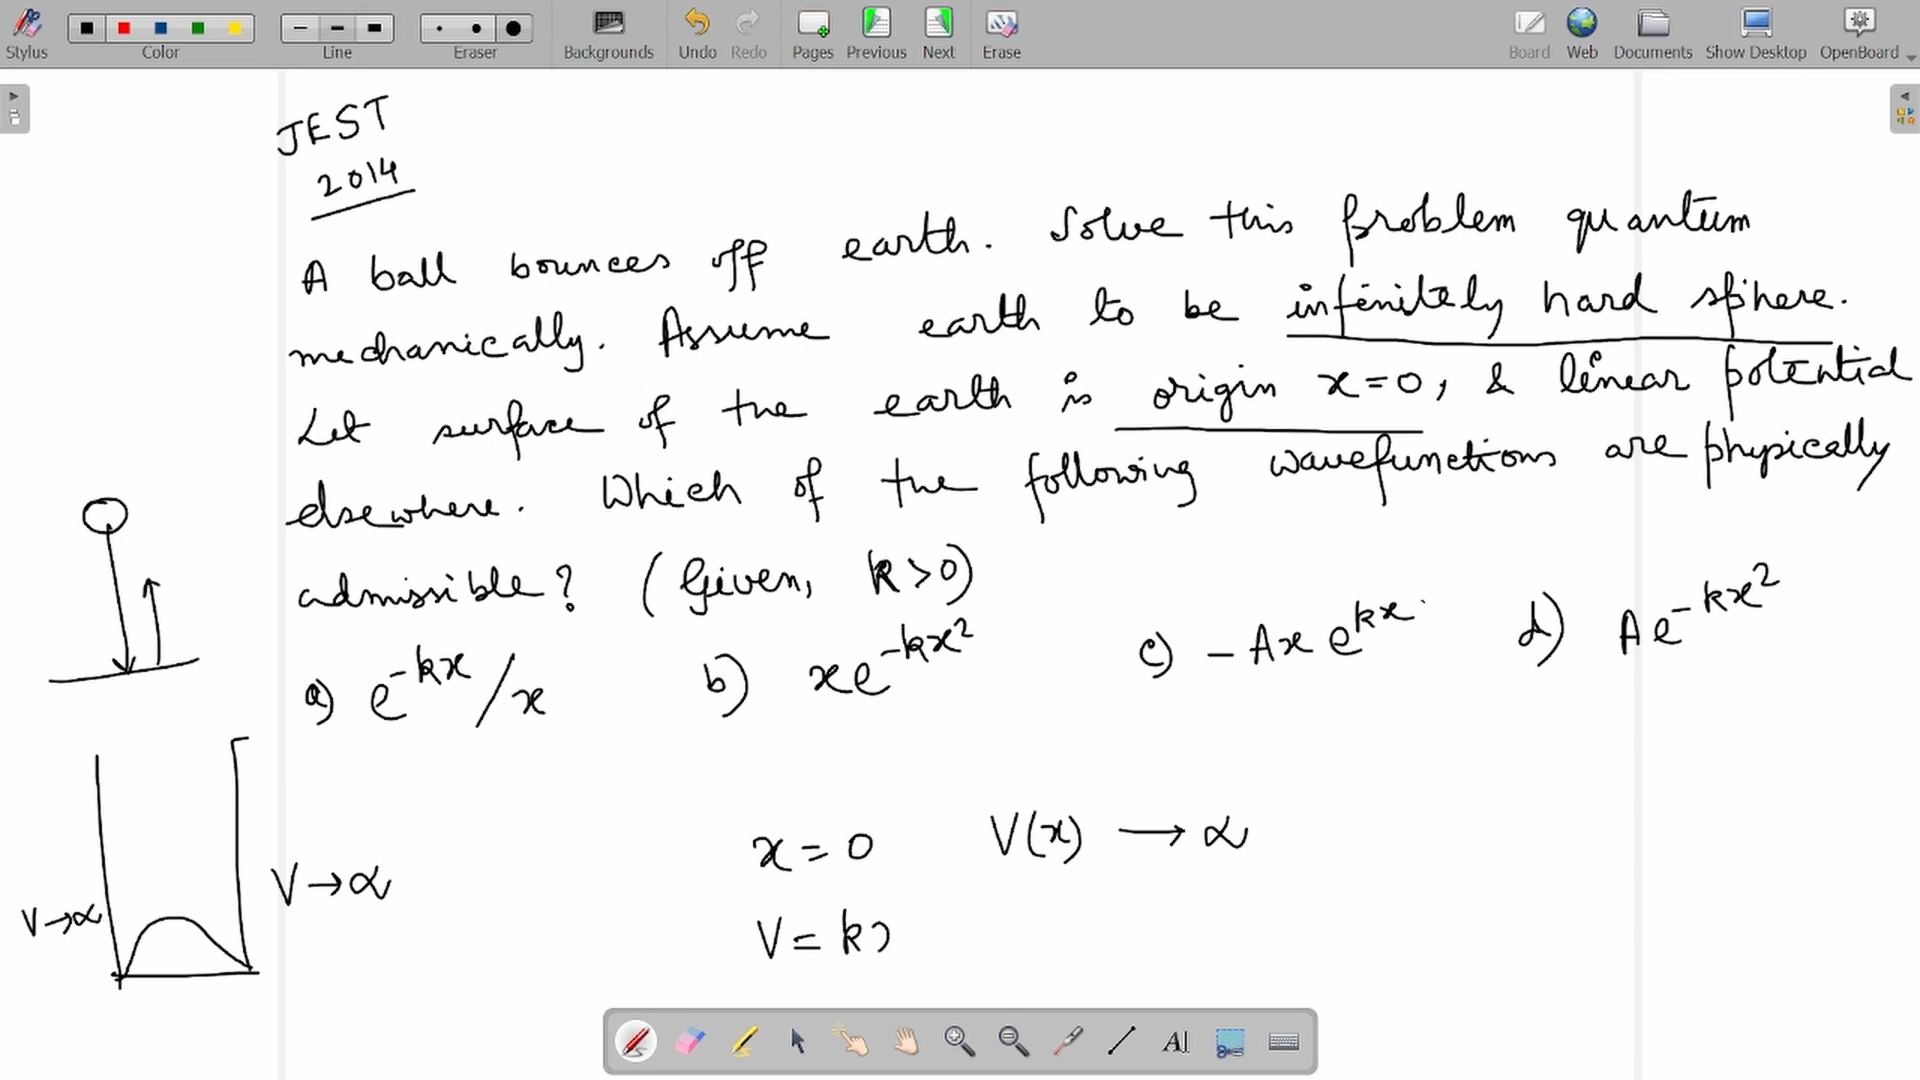 Stylus
Color
Line
Eraser
Backgrounds
Undo
Redo
Pages
Previous
Next
Erase
Board
Web
Documents
Show Desktop
OpenBoard
JEST
2014
A ball bounces off earth. Solve this problem quantum
mechanically. Assume earth to be infinitely hard sphere.
Let surface of the earth is origin x=0, & linear potential
elsewhere. Which of the following wavefunctions are physically
admissible? (Given, k>0)
a) e^{-kx}/x b) xe^{-kx^2} c) -Axe^{kx} d) Ae^{-kx^2}
x=0 V(x) → ∝
V→∝
V→∝
V= k
AI